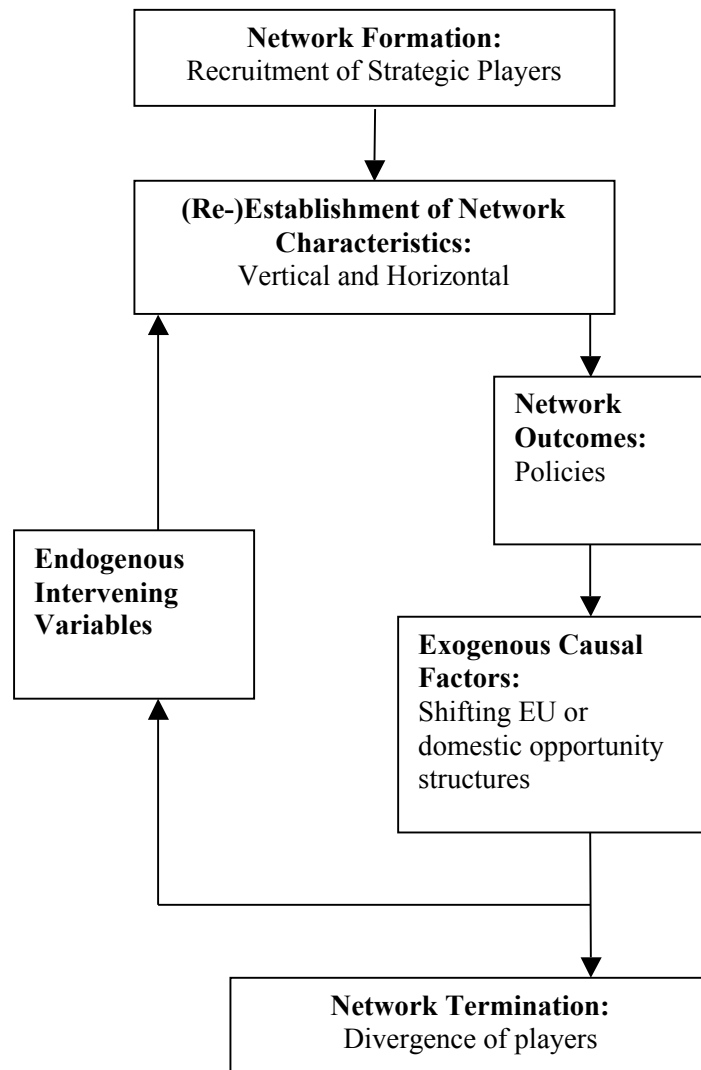 Network Formation:
Recruitment of Strategic Players
(Re-)Establishment of Network
Characteristics:
Vertical and Horizontal
Network
Outcomes:
Policies
Endogenous
Intervening
Variables
Exogenous Causal
Factors:
Shifting EU or
domestic opportunity
structures
Network Termination:
Divergence of players